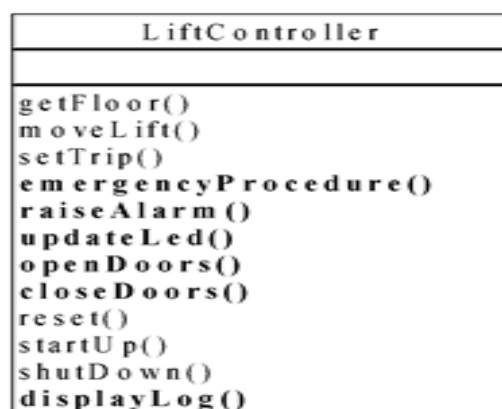 LiftController
getFloor()
moveLift()
setTrip()
emergencyProcedure()
raiseAlarm()
updateLed()
openDoors()
closeDoors()
reset()
startUp()
shutDown()
displayLog()